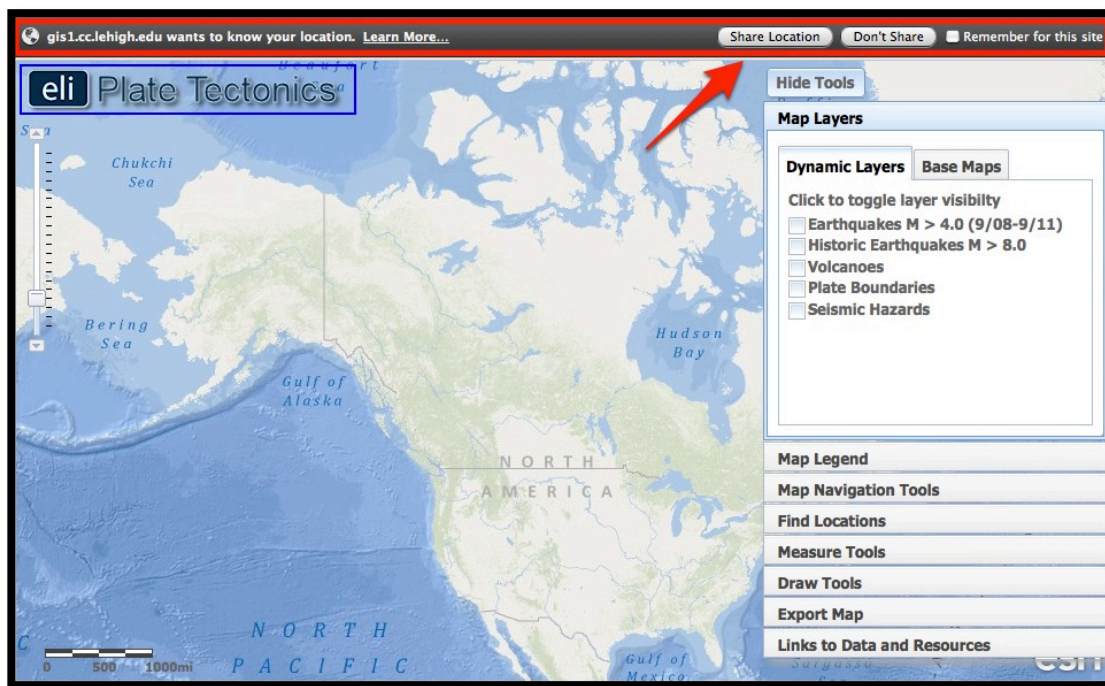 gis1.cc.lehigh.edu wants to know your location. Learn More...
Share Location
Don't Share
Remember for this site
eli Plate Tectonics
Beaufort
Hide Tools
Map Layers
Dynamic Layers
Base Maps
Click to toggle layer visibilty
Earthquakes M > 4.0 (9/08-9/11)
Historic Earthquakes M > 8.0
Volcanoes
Plate Boundaries
Seismic Hazards
Chukchi
Sea
Bering
Sea
Gulf of
Alaska
Hudson
Bay
NORTH
AMERICA
Map Legend
Map Navigation Tools
Find Locations
Measure Tools
Draw Tools
Export Map
Links to Data and Resources
NORTH
PACIFIC
0 500 1000mi
Gulf of
Mexico
Sargasso
esri